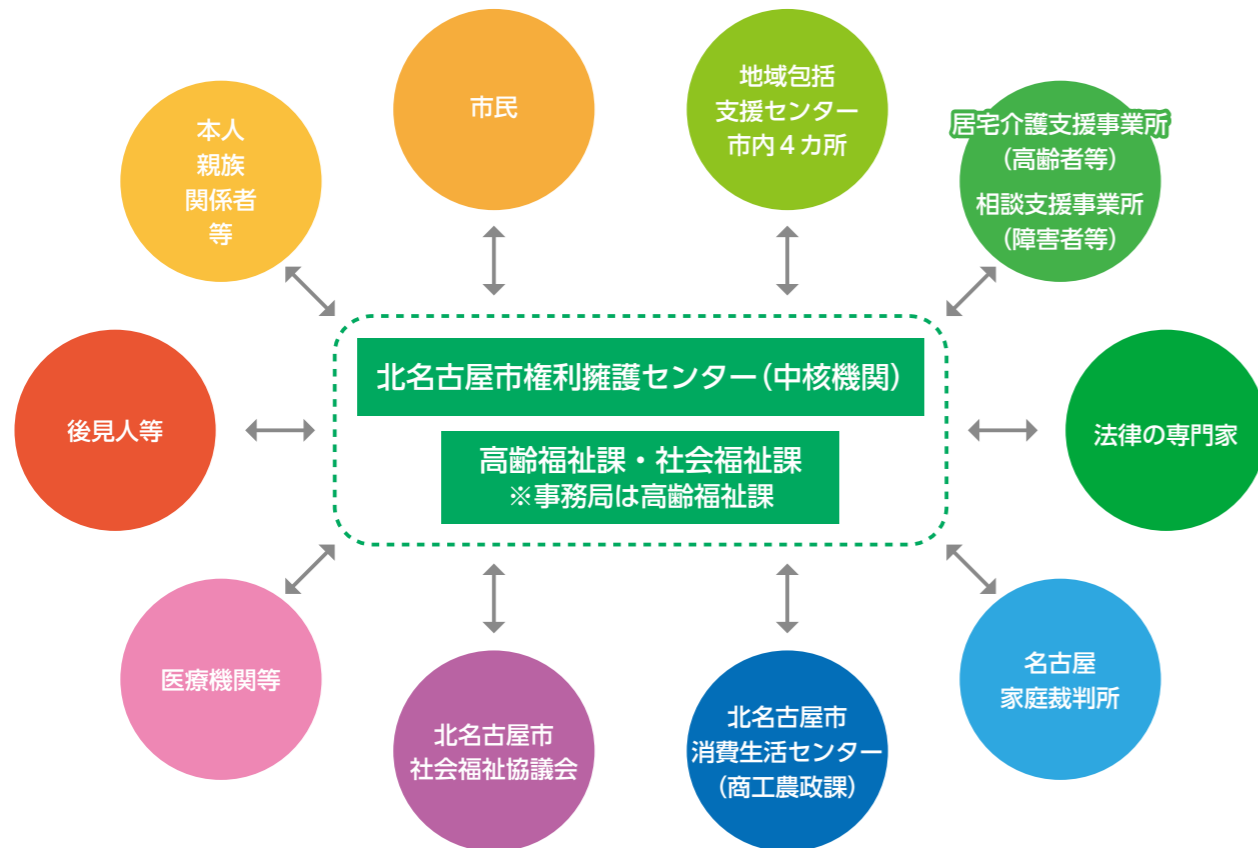 市民
地域包括
支援センター
市内４カ所
本人
親族
関係者
等
居宅介護支援事業所
(高齢者等)
相談支援事業所
(障害者等)
北名古屋市権利擁護センター(中核機関)
高齢福祉課・社会福祉課
※事務局は高齢福祉課
後見人等
法律の専門家
医療機関等
北名古屋市
社会福祉協議会
北名古屋市
消費生活センター
(商工農政課)
名古屋
家庭裁判所